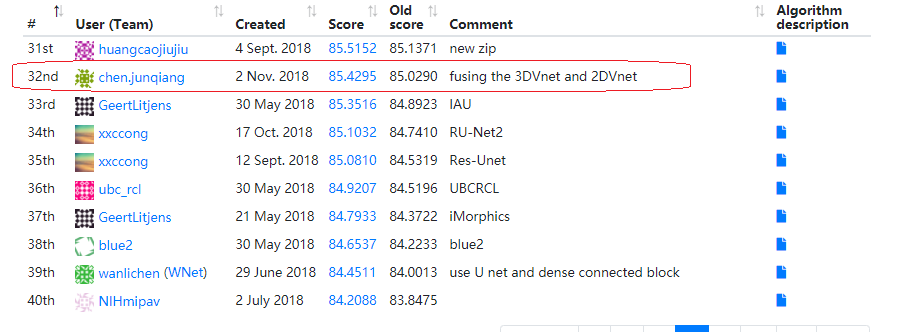 # User (Team) Created Score Old score Comment Algorithm description
31st huangcaojiujiu 4 Sept. 2018 85.5152 85.1371 new zip
32nd chen.junqiang 2 Nov. 2018 85.4295 85.0290 fusing the 3DVnet and 2DVnet
33rd GeertLitjens 30 May 2018 85.3516 84.8923 IAU
34th xxccong 17 Oct. 2018 85.1032 84.7410 RU-Net2
35th xxccong 12 Sept. 2018 85.0810 84.5319 Res-Unet
36th ubc_rcl 30 May 2018 84.9207 84.5196 UBCRCL
37th GeertLitjens 21 May 2018 84.7933 84.3722 iMorphics
38th blue2 30 May 2018 84.6537 84.2233 blue2
39th wanlichen (WNet) 29 June 2018 84.4511 84.0013 use U net and dense connected block
40th NIHmipav 2 July 2018 84.2088 83.8475